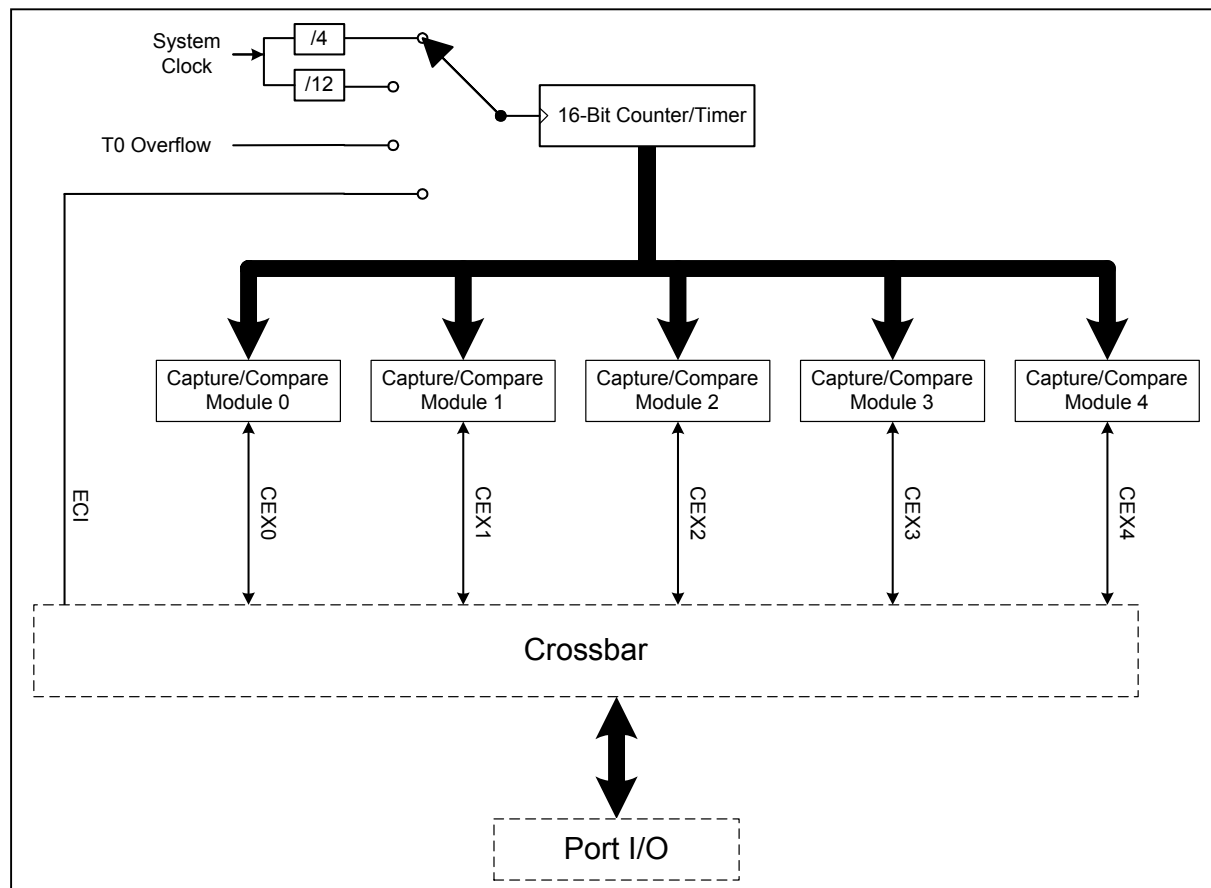 System
Clock
/4
/12
16-Bit Counter/Timer
T0 Overflow
Capture/Compare
Module 0
Capture/Compare
Module 1
Capture/Compare
Module 2
Capture/Compare
Module 3
Capture/Compare
Module 4
ECI
CEX0
CEX1
CEX2
CEX3
CEX4
Crossbar
Port I/O